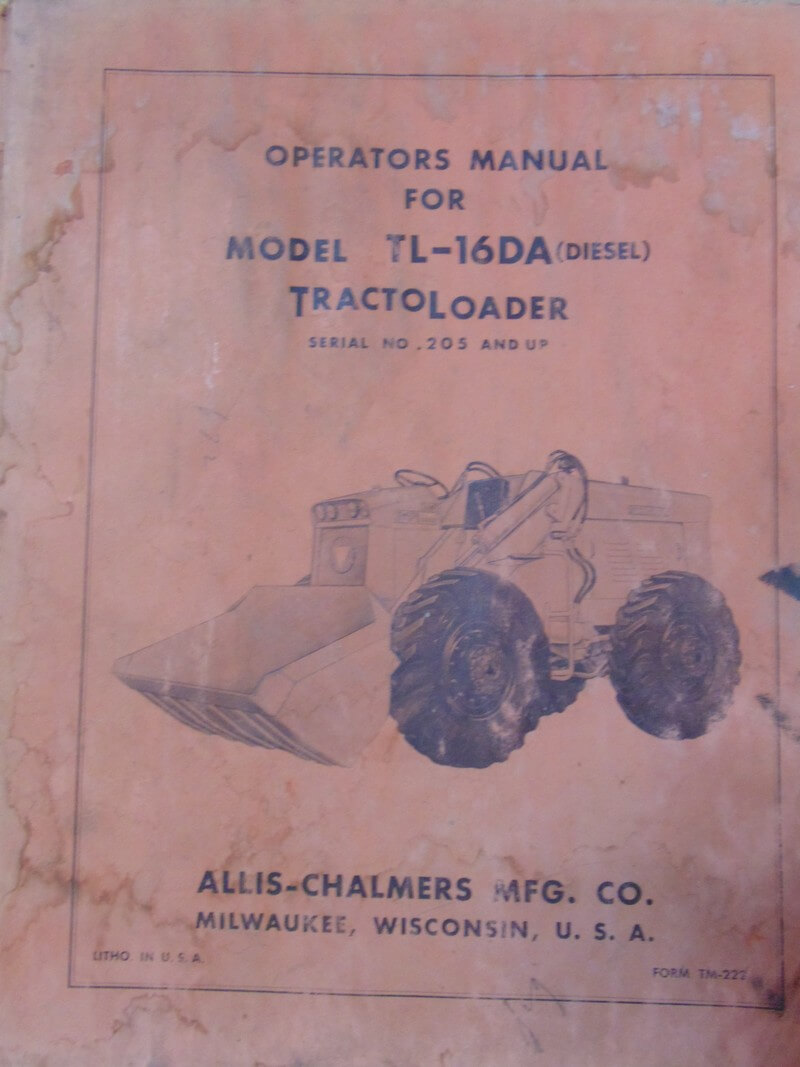 OPERATORS MANUAL
FOR
MODEL TL-16DA (DIESEL)
TRACTOLOADER
SERIAL NO. 205 AND UP
ALLIS-CHALMERS MFG. CO.
MILWAUKEE, WISCONSIN, U. S. A.
LITHO. IN U. S. A.
FORM